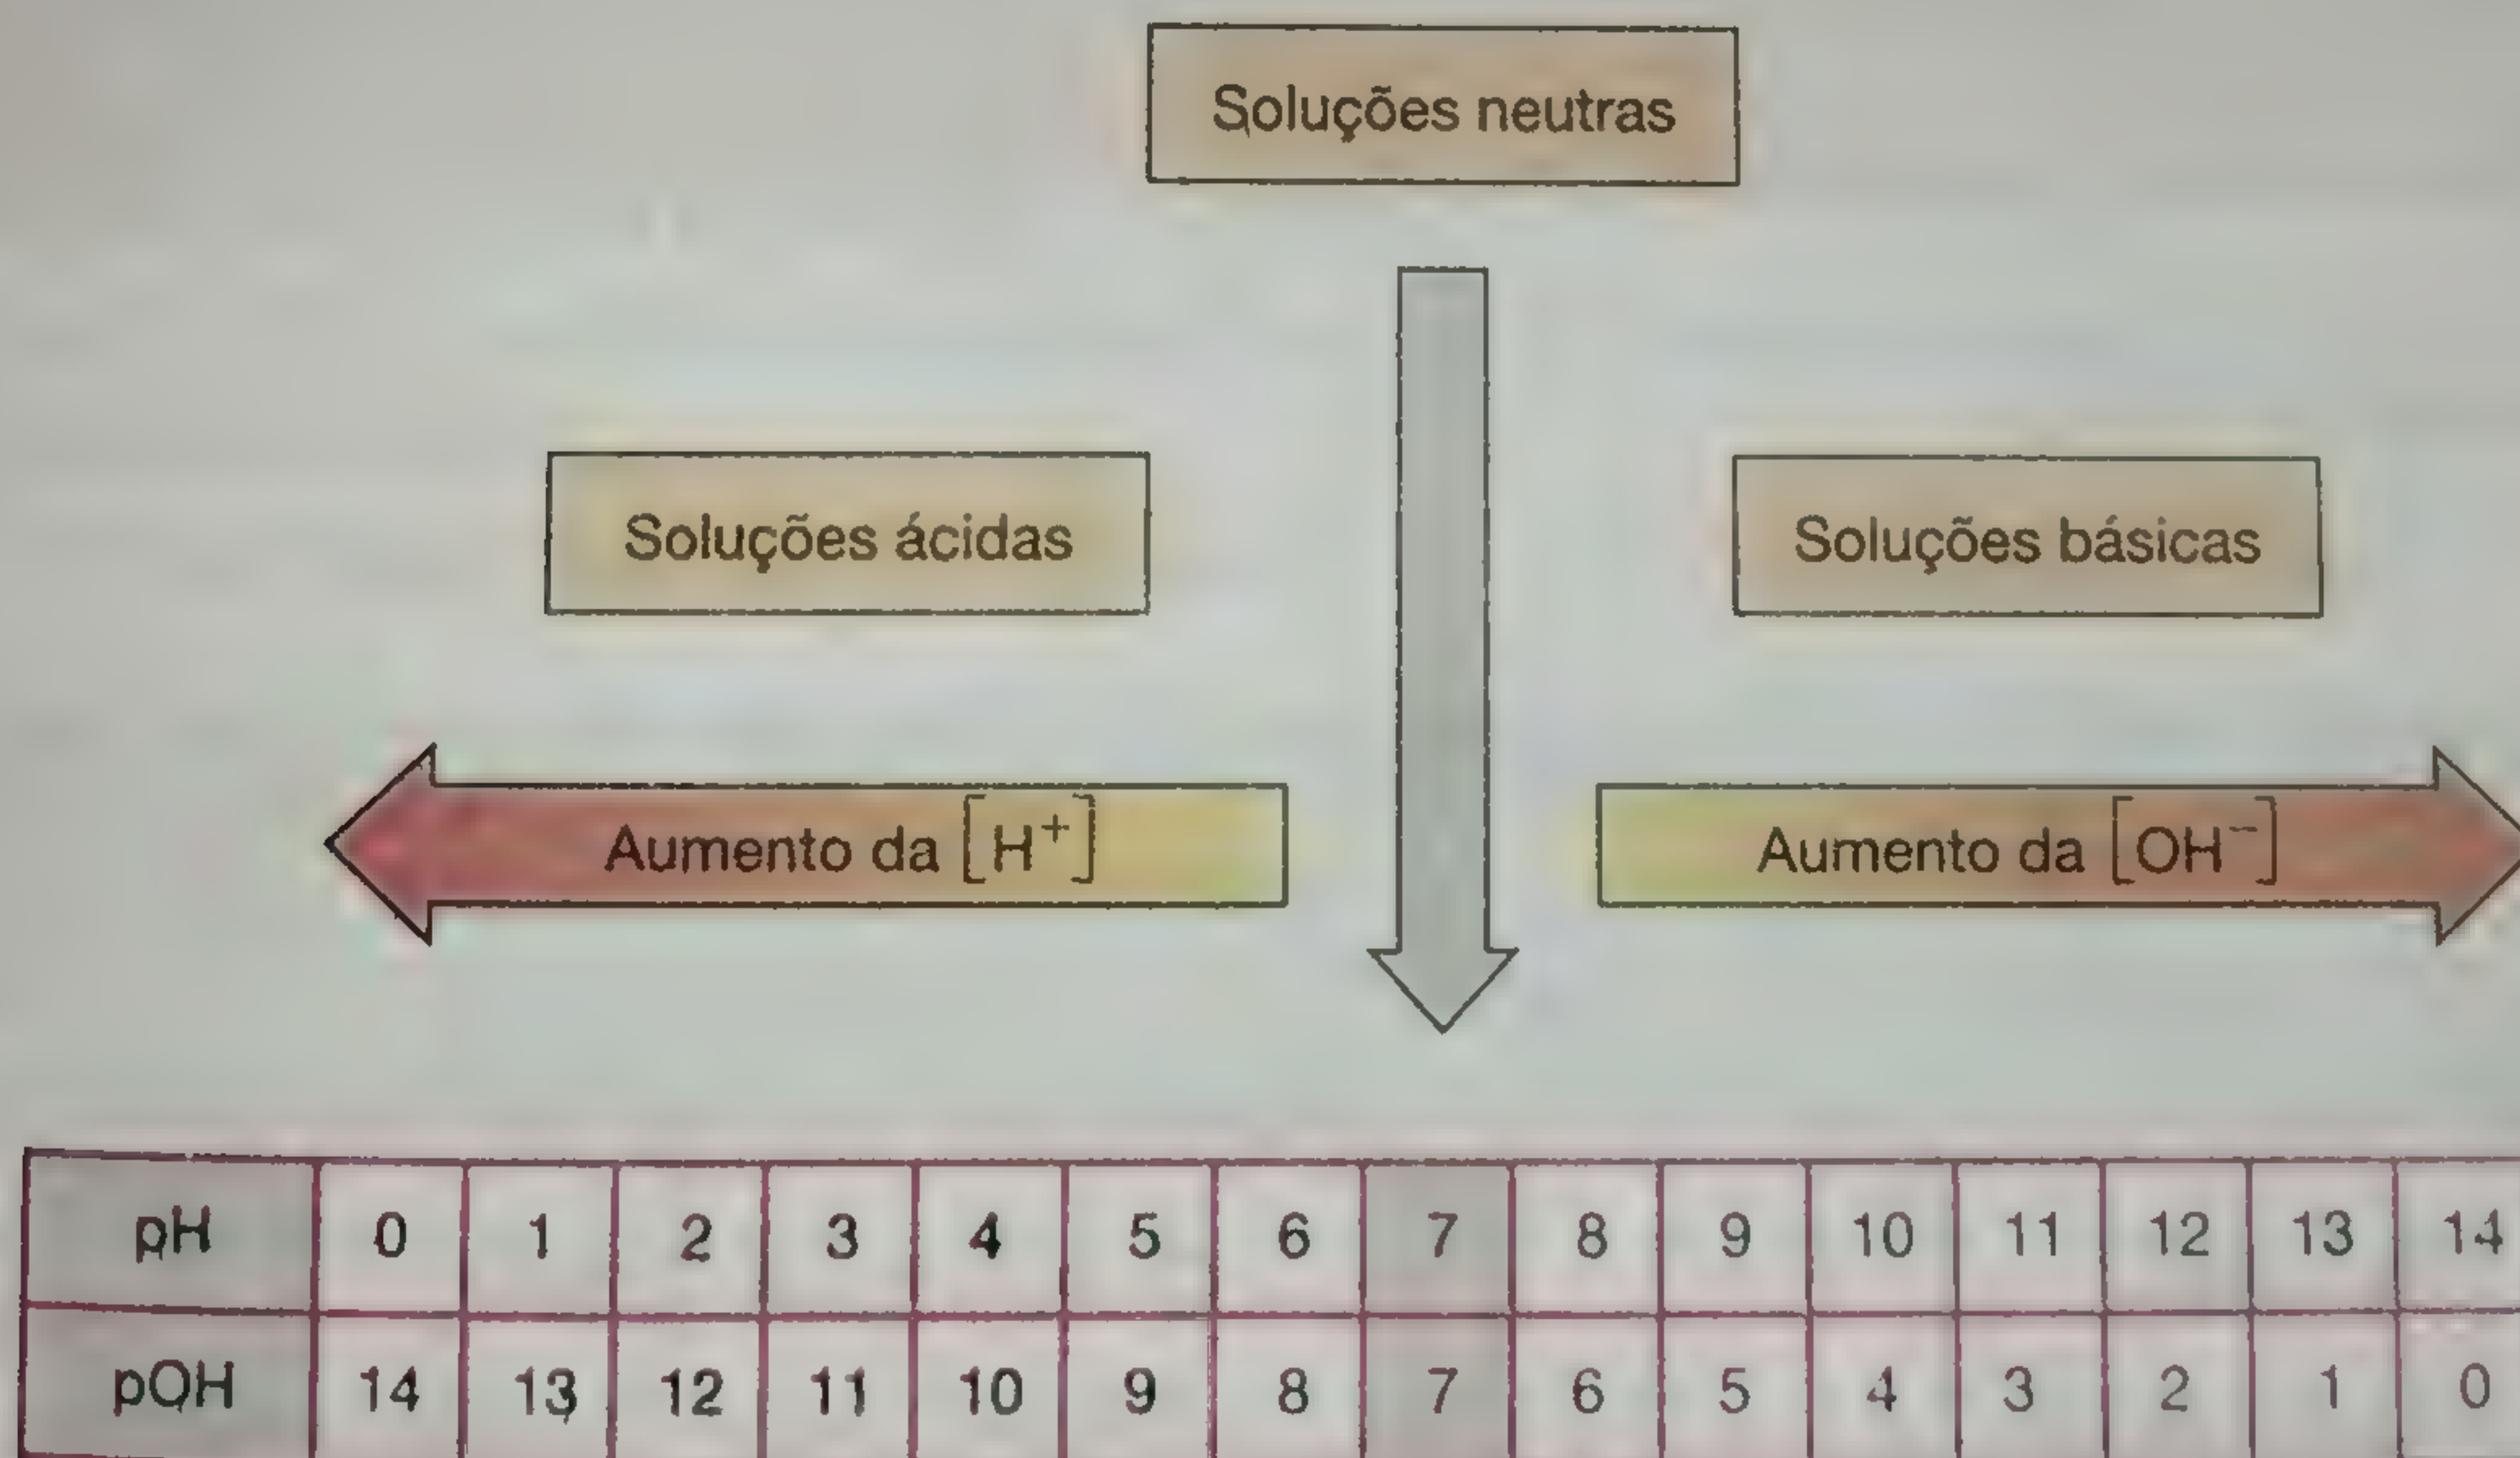 Soluções neutras
Soluções ácidas
Soluções básicas
Aumento da [H⁺]
Aumento da [OH⁻]
pH 0 1 2 3 4 5 6 7 8 9 10 11 12 13 14
pOH 14 13 12 11 10 9 8 7 6 5 4 3 2 1 0